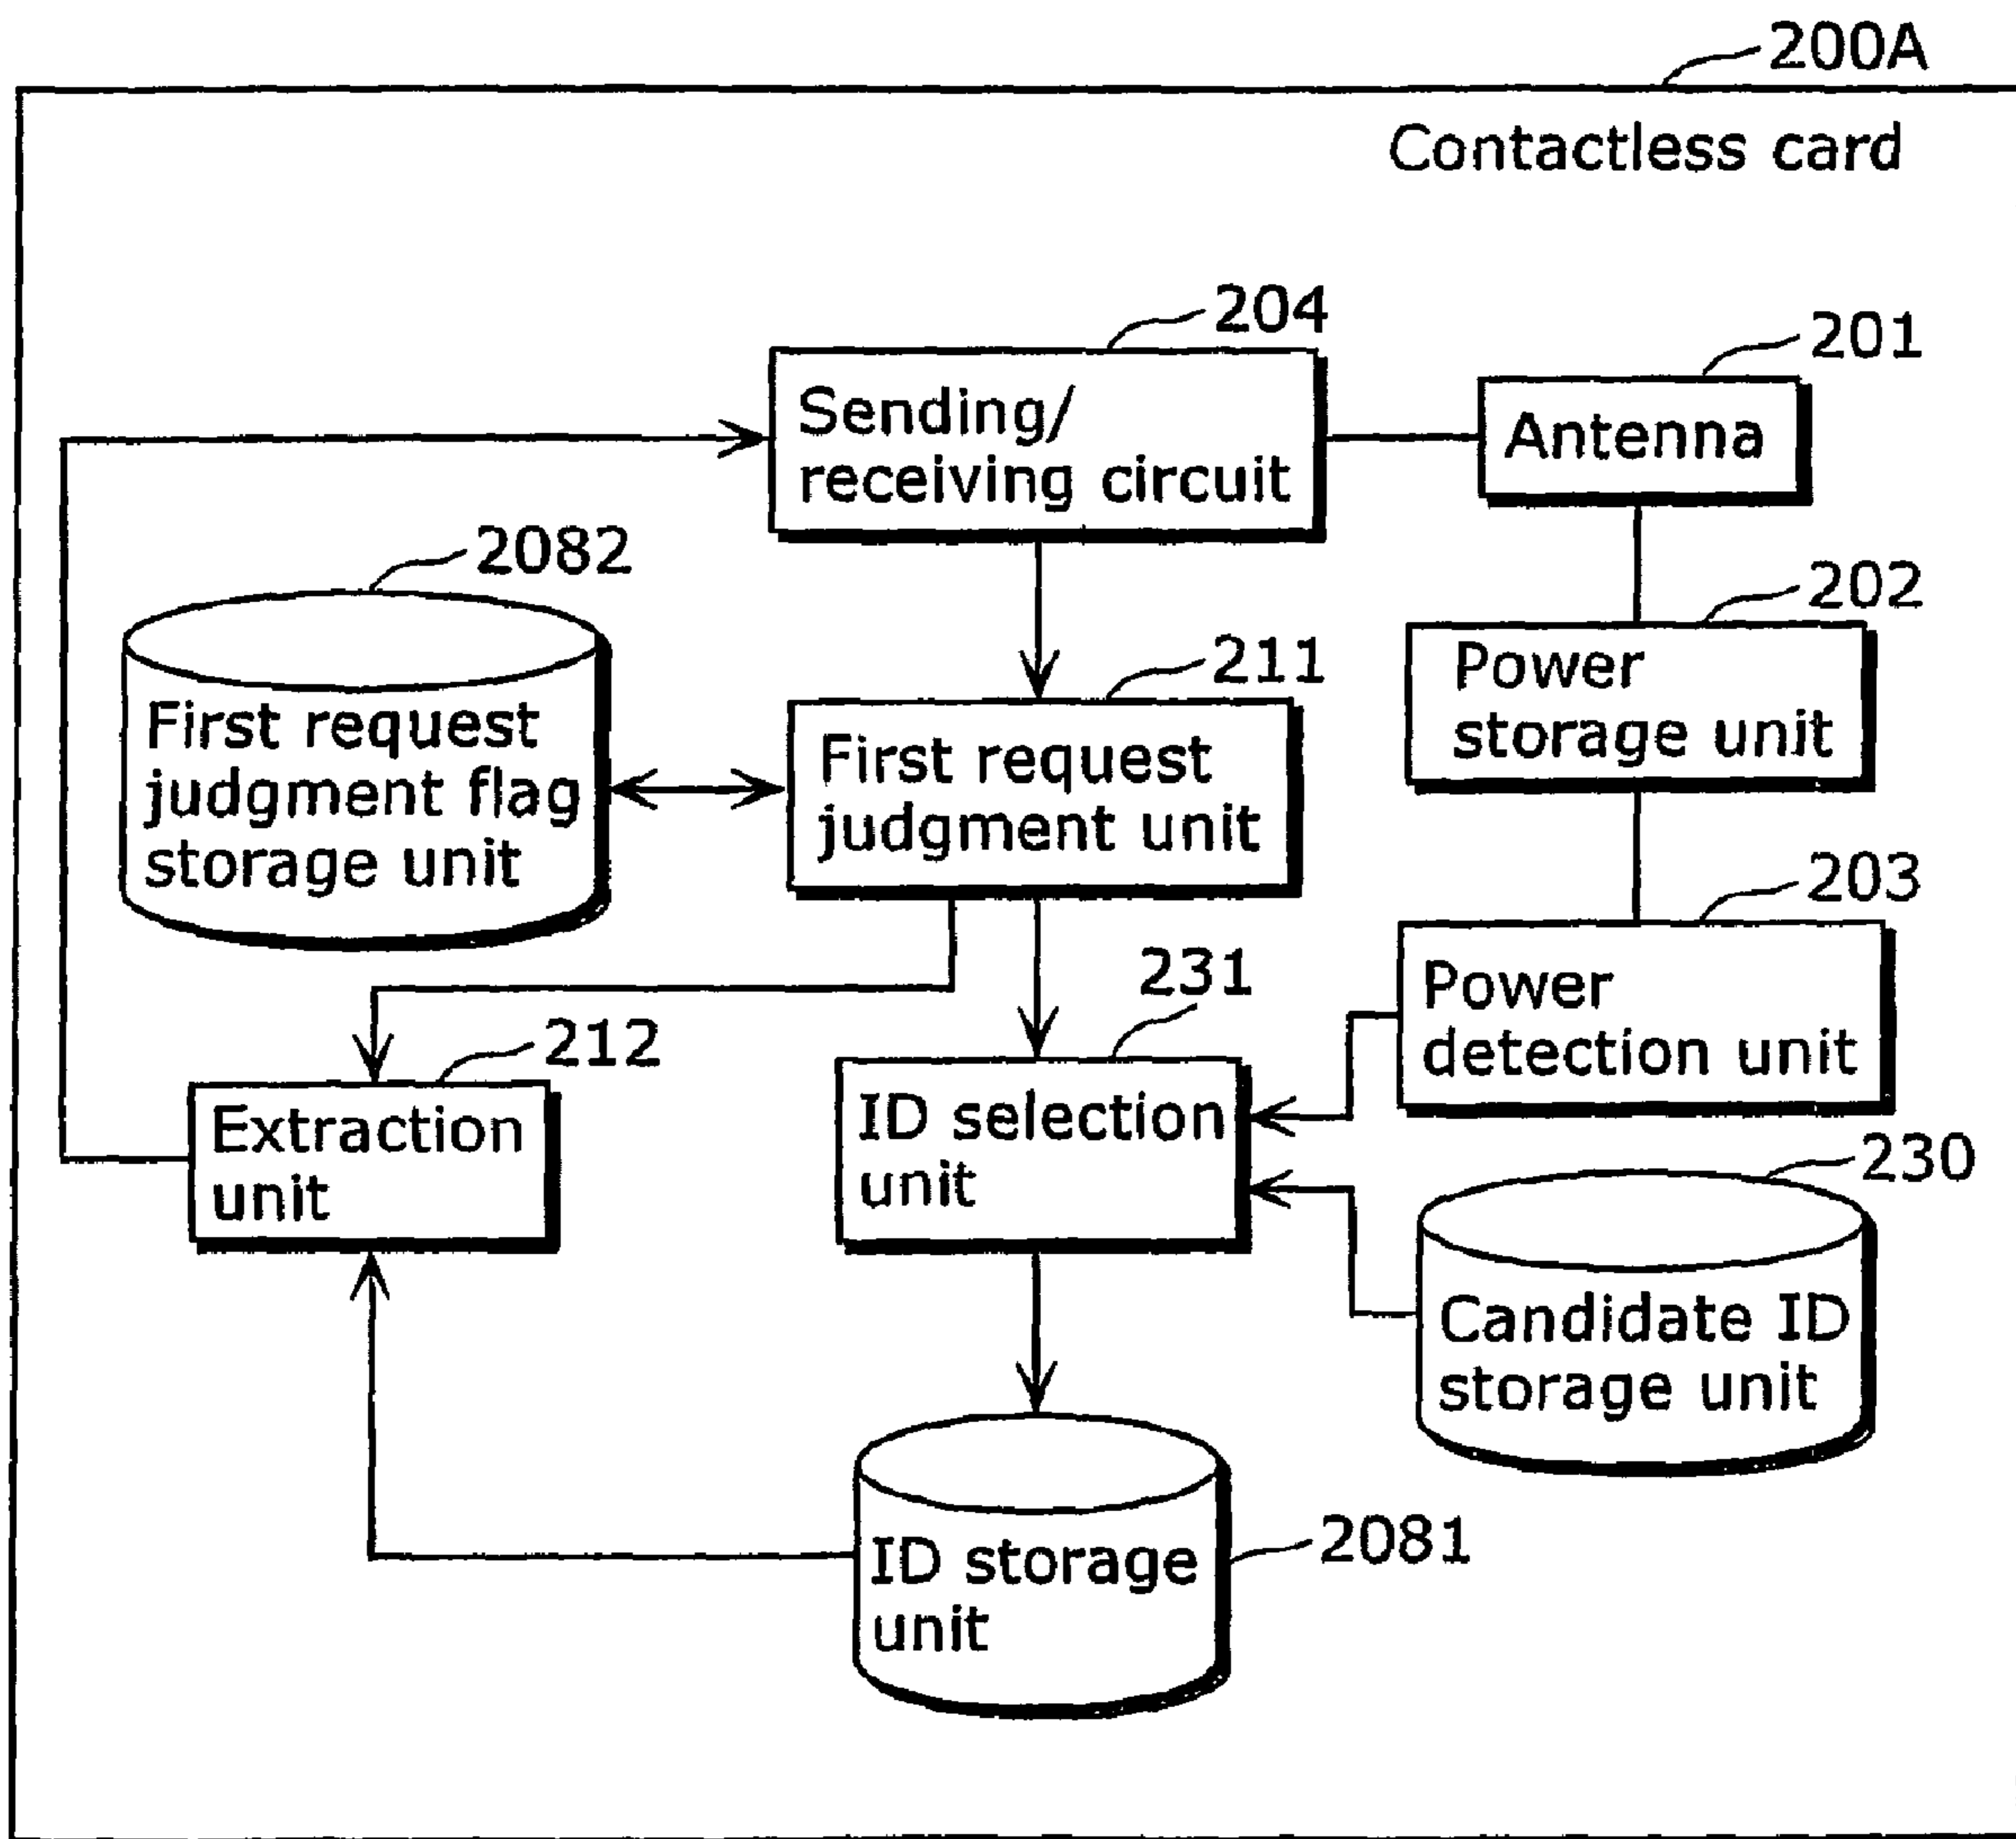 200A
Contactless card
204
Sending/
receiving circuit
201
Antenna
2082
First request
judgment flag
storage unit
211
First request
judgment unit
202
Power
storage unit
203
Power
detection unit
212
Extraction
unit
231
ID selection
unit
230
Candidate ID
storage unit
2081
ID storage
unit